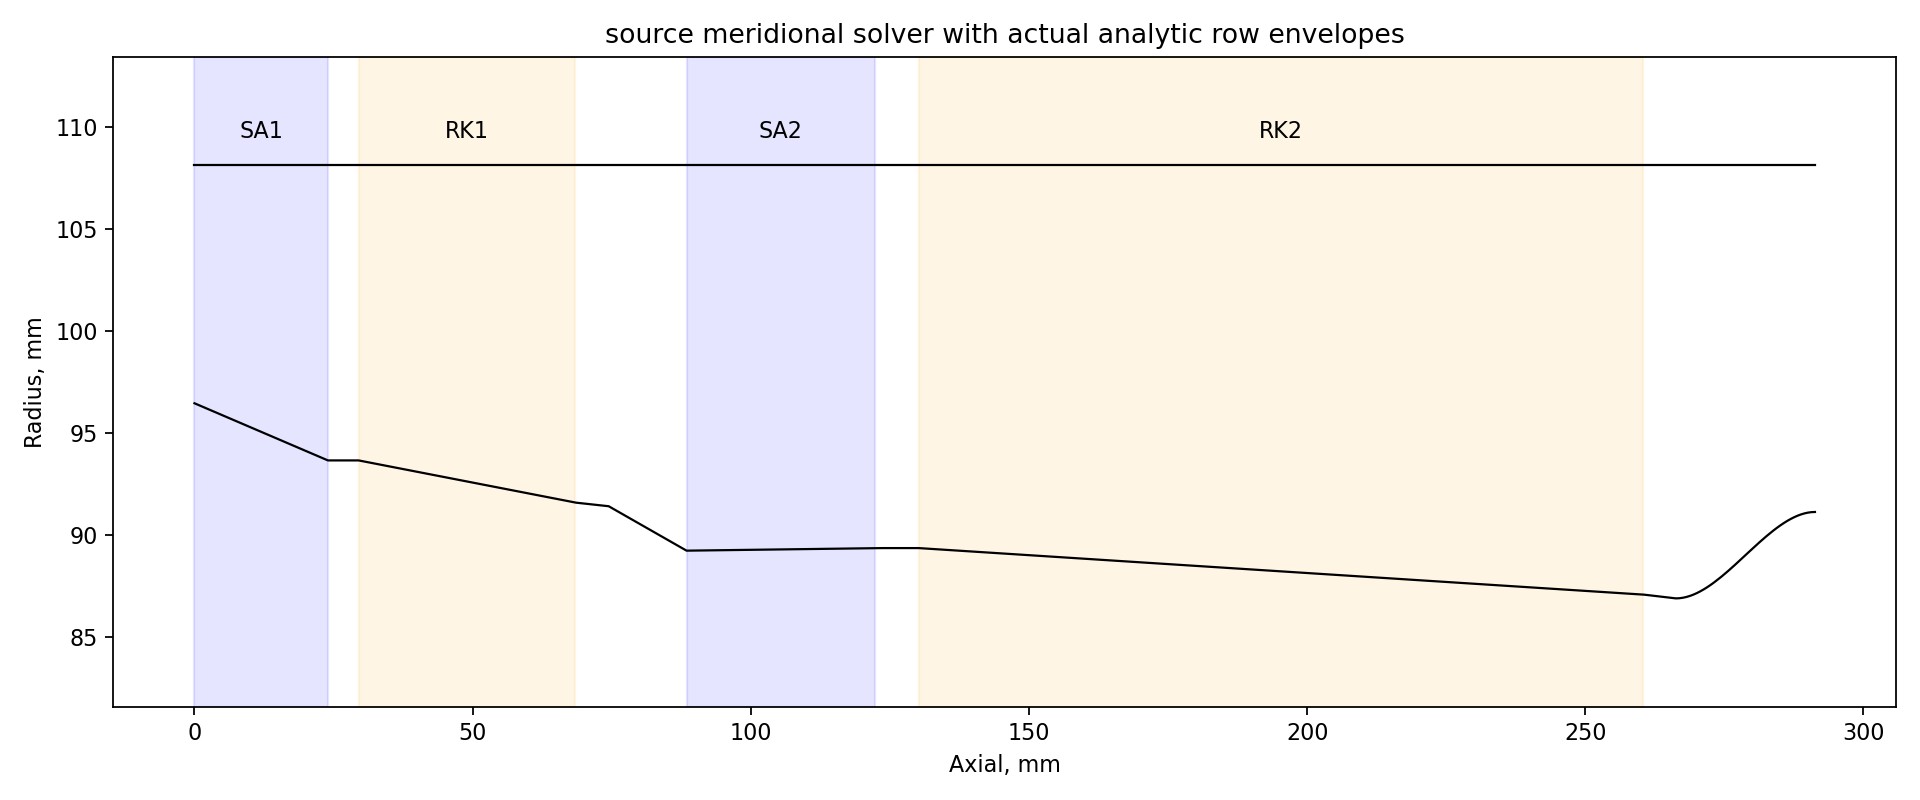 source meridional solver with actual analytic row envelopes
SA1 RK1 SA2 RK2
110
105
100
95
90
85
Radius, mm
0 50 100 150 200 250 300
Axial, mm